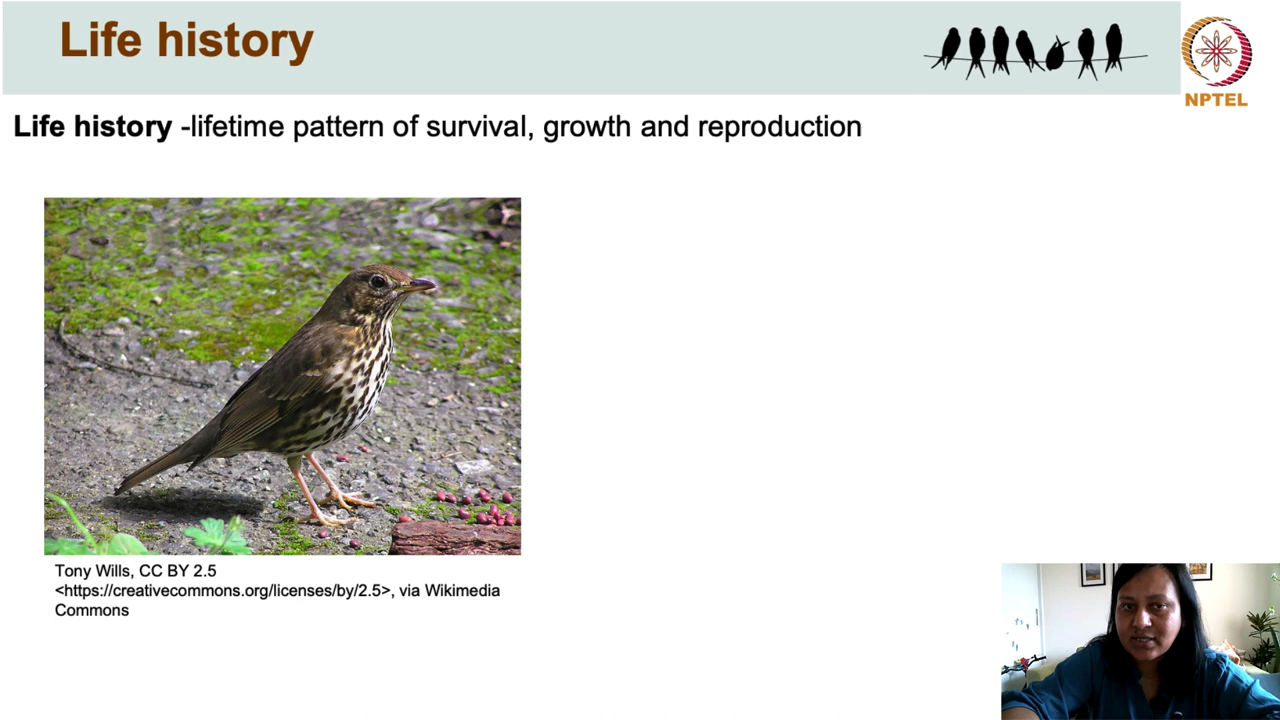 Life history
NPTEL
Life history -lifetime pattern of survival, growth and reproduction
Tony Wills, CC BY 2.5
<https://creativecommons.org/licenses/by/2.5>, via Wikimedia
Commons